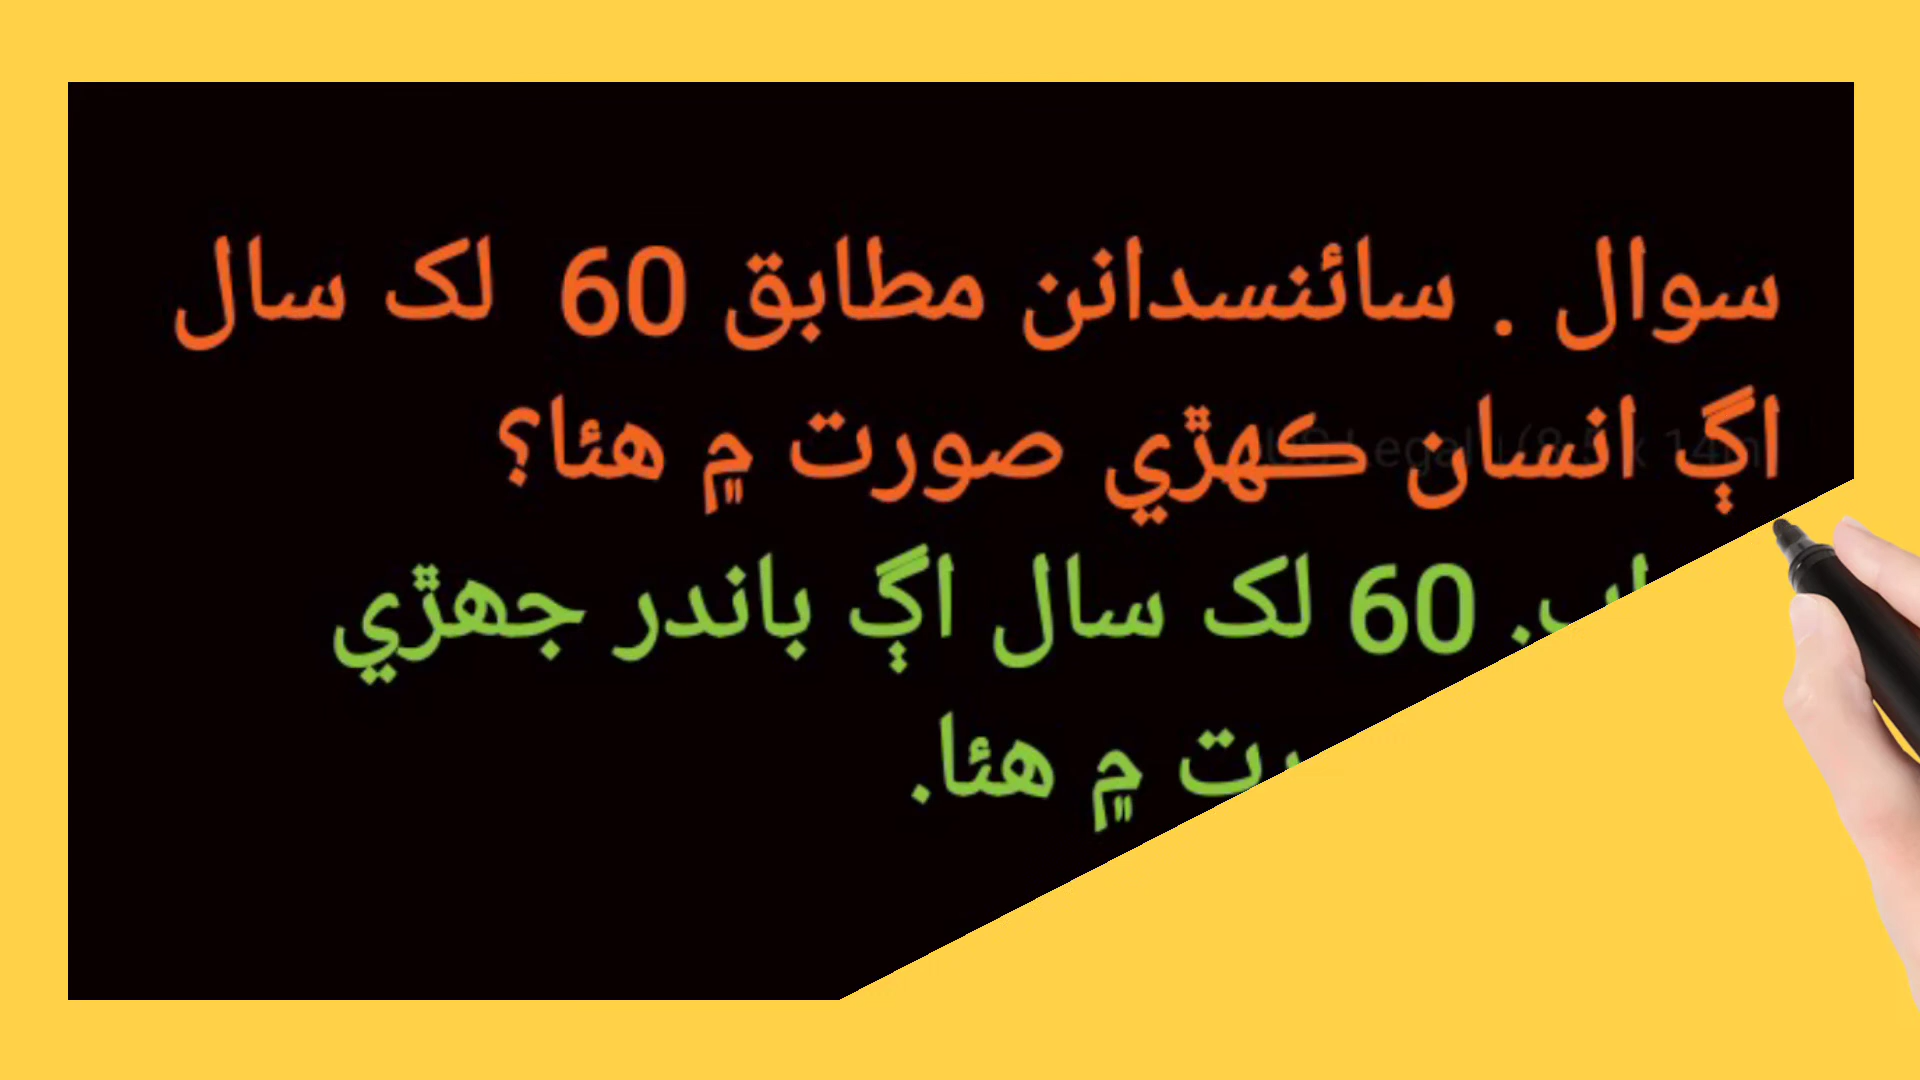 سوال . سائنسدانن مطابق 60 لک سال
اڳ انسان ڪهڙي صورت ۾ هئا؟
60 لک سال اڳ باندر جهڙي
۾ هئا.